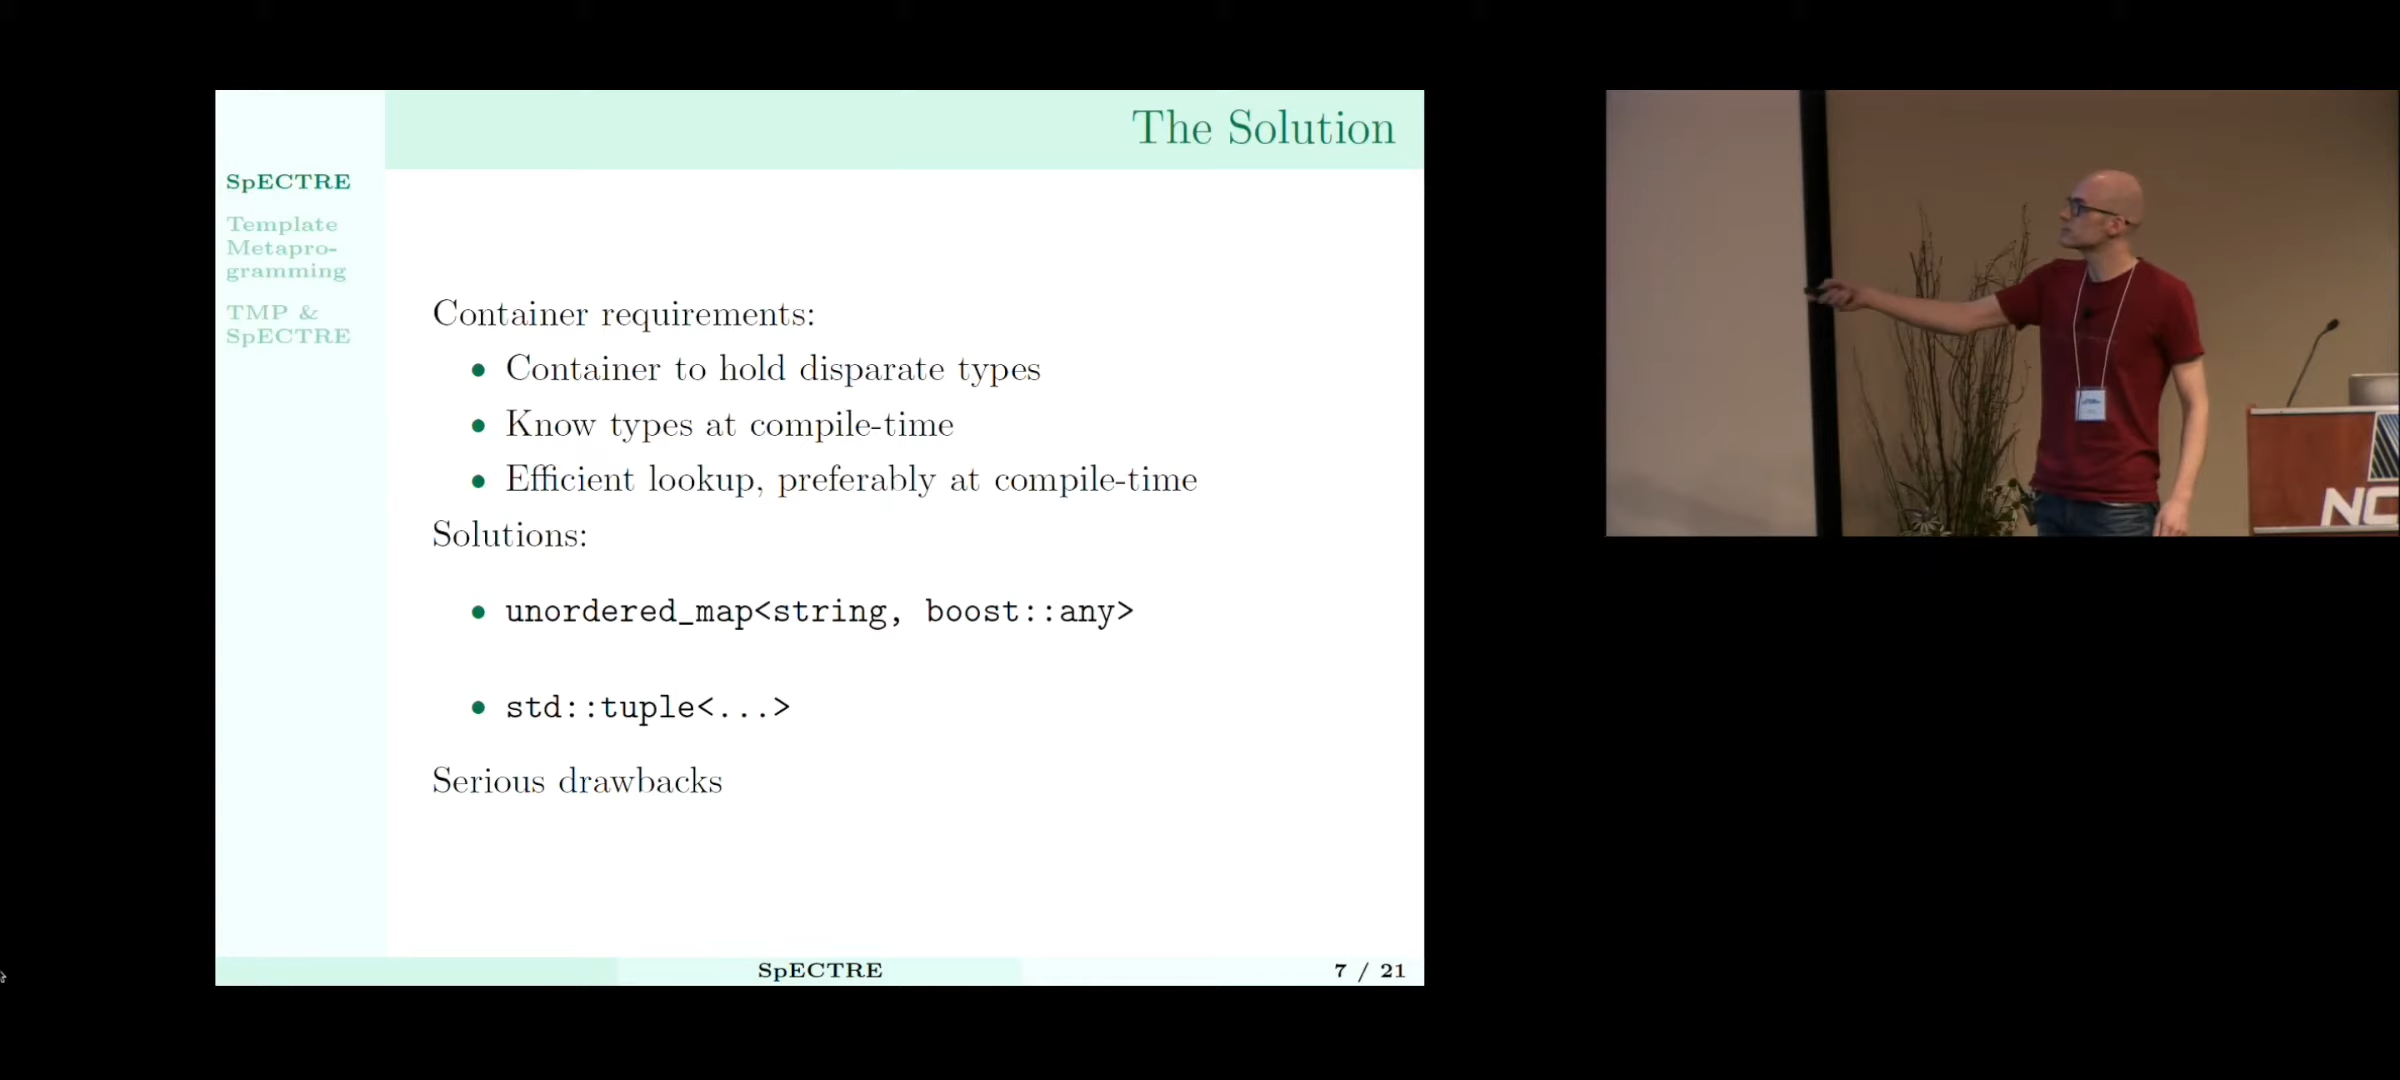 The Solution
SpECTRE
Template
Metapro-
gramming
TMP &
SpECTRE
Container requirements:
• Container to hold disparate types
• Know types at compile-time
• Efficient lookup, preferably at compile-time
Solutions:
• unordered_map<string, boost::any>
• std::tuple<...>
Serious drawbacks
SpECTRE
7 / 21
NC